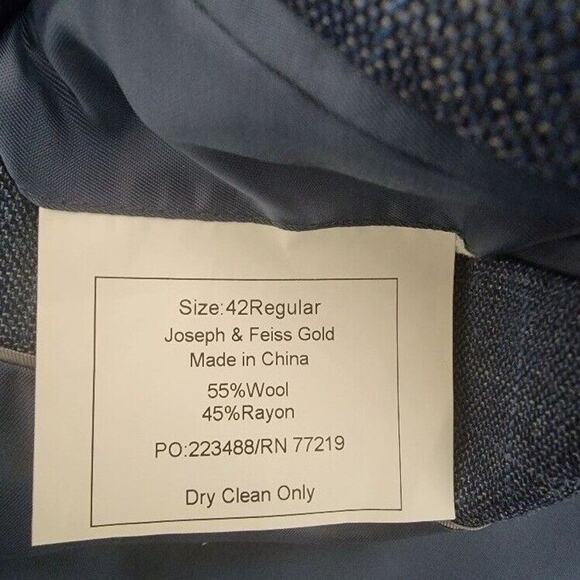 Size:42Regular
Joseph & Feiss Gold
Made in China
55%Wool
45%Rayon
PO:223488/RN 77219
Dry Clean Only